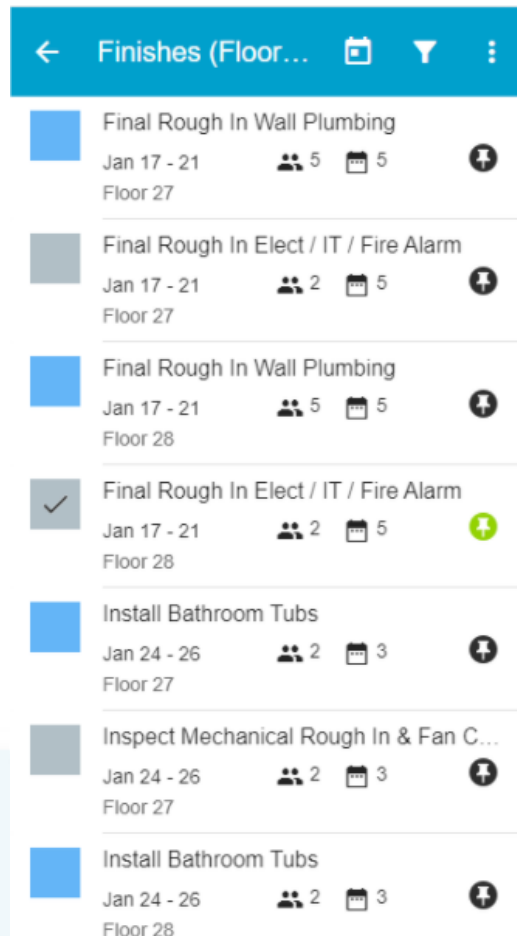 Finishes (Floor...
Final Rough In Wall Plumbing
Jan 17 - 21 5 5
Floor 27
Final Rough In Elect / IT / Fire Alarm
Jan 17 - 21 2 5
Floor 27
Final Rough In Wall Plumbing
Jan 17 - 21 5 5
Floor 28
Final Rough In Elect / IT / Fire Alarm
Jan 17 - 21 2 5
Floor 28
Install Bathroom Tubs
Jan 24 - 26 2 3
Floor 27
Inspect Mechanical Rough In & Fan C...
Jan 24 - 26 2 3
Floor 27
Install Bathroom Tubs
Jan 24 - 26 2 3
Floor 28